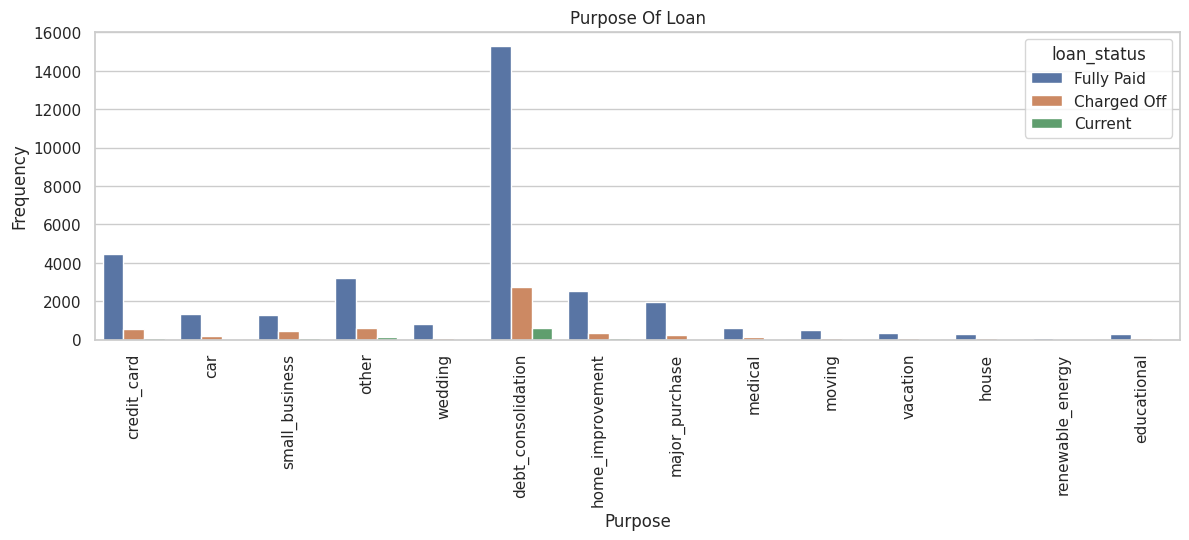 Purpose Of Loan
16000
14000
12000
10000
8000
6000
4000
2000
0
Frequency
loan_status
Fully Paid
Charged Off
Current
credit_card
car
small_business
other
wedding
debt_consolidation
home_improvement
major_purchase
medical
moving
vacation
house
renewable_energy
educational
Purpose